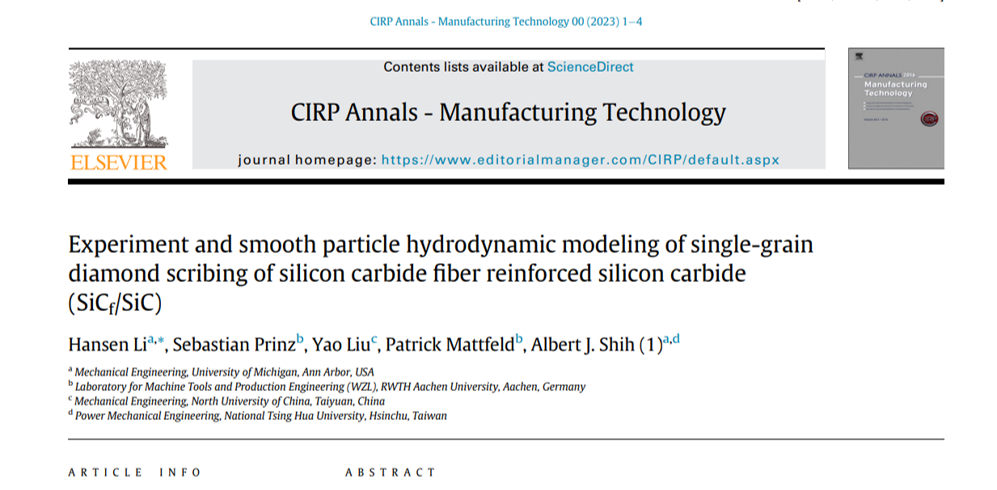 CIRP Annals - Manufacturing Technology 00 (2023) 1–4
Contents lists available at ScienceDirect
CIRP Annals - Manufacturing Technology
journal homepage: https://www.editorialmanager.com/CIRP/default.aspx
ELSEVIER
CIRP ANNALS
Manufacturing
Technology
Experiment and smooth particle hydrodynamic modeling of single-grain
diamond scribing of silicon carbide fiber reinforced silicon carbide
(SiCf/SiC)
Hansen Lia,*, Sebastian Prinzb, Yao Liuc, Patrick Mattfeldb, Albert J. Shih (1)a,d
a Mechanical Engineering, University of Michigan, Ann Arbor, USA
b Laboratory for Machine Tools and Production Engineering (WZL), RWTH Aachen University, Aachen, Germany
c Mechanical Engineering, North University of China, Taiyuan, China
d Power Mechanical Engineering, National Tsing Hua University, Hsinchu, Taiwan
ARTICLE INFO
ABSTRACT